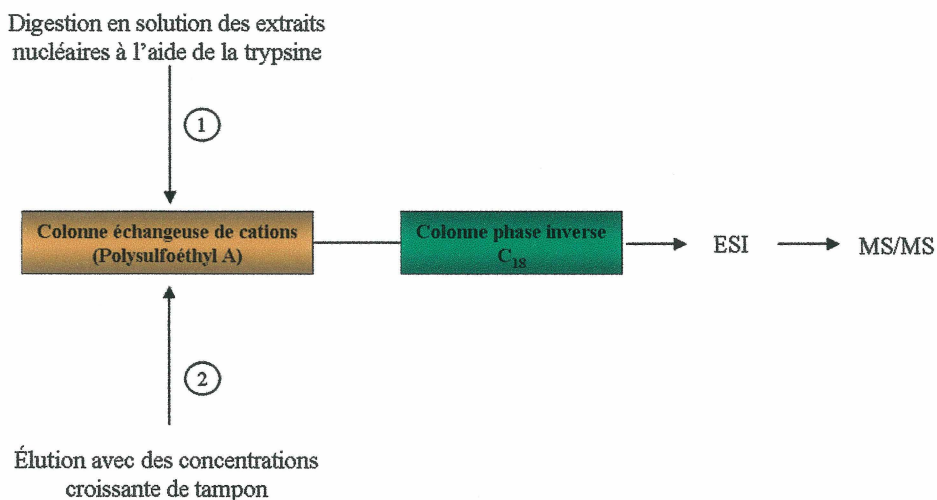 Digestion en solution des extraits
nucléaires à l'aide de la trypsine
1
Colonne échangeuse de cations
(Polysulfoéthyl A)
Colonne phase inverse
C18
ESI
MS/MS
2
Élution avec des concentrations
croissante de tampon